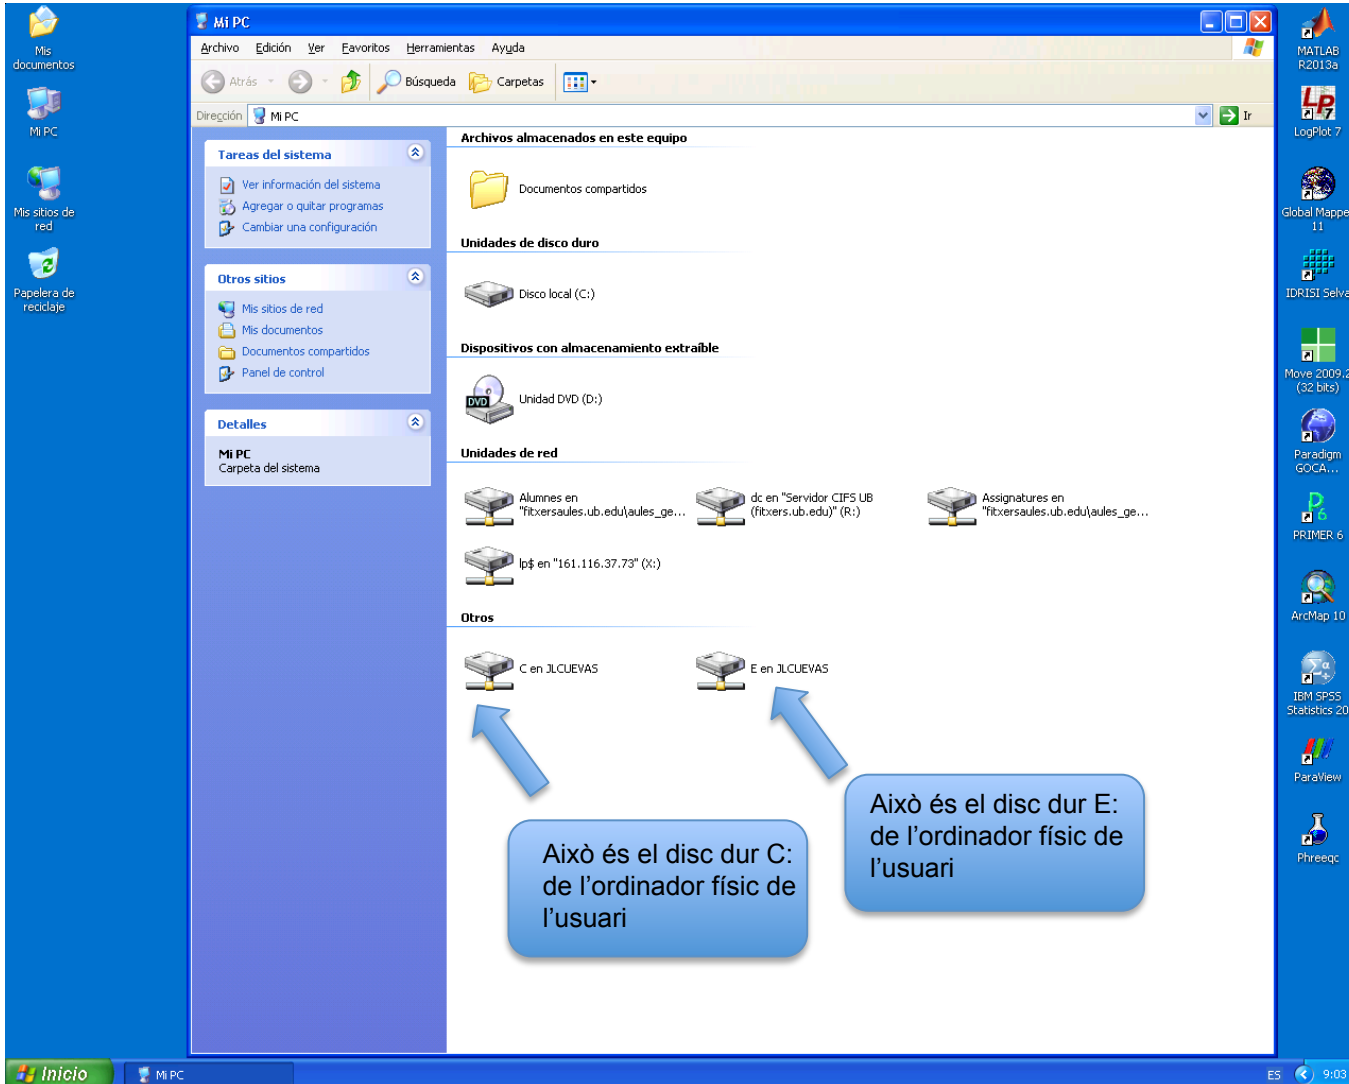 Mis
documentos
Mi PC
Mis sitios de
red
Papelera de
reciclaje
Mi PC
Archivo Edición Ver Favoritos Herramientas Ayuda
Atrás Búsqueda Carpetas
Dirección Mi PC Ir
Tareas del sistema
Ver información del sistema
Agregar o quitar programas
Cambiar una configuración
Otros sitios
Mis sitios de red
Mis documentos
Documentos compartidos
Panel de control
Detalles
Mi PC
Carpeta del sistema
Archivos almacenados en este equipo
Documentos compartidos
Unidades de disco duro
Disco local (C:)
Dispositivos con almacenamiento extraíble
DVD
Unidad DVD (D:)
Unidades de red
Alumnes en
"fitxersaules.ub.edu\aules_ge...
dc en "Servidor CIFS UB
(fitxers.ub.edu)" (R:)
Assignatures en
"fitxersaules.ub.edu\aules_ge...
lp$ en "161.116.37.73" (X:)
Otros
C en JLCUEVAS
E en JLCUEVAS
Això és el disc dur C:
de l’ordinador físic de
l’usuari
Això és el disc dur E:
de l’ordinador físic de
l’usuari
MATLAB
R2013a
LogPlot 7
Global Mappe
11
IDRISI Selva
Move 2009.2
(32 bits)
Paradigm
GOCA...
PRIMER 6
ArcMap 10
IBM SPSS
Statistics 20
ParaView
Phreeqc
Inicio
Mi PC
ES 9:03